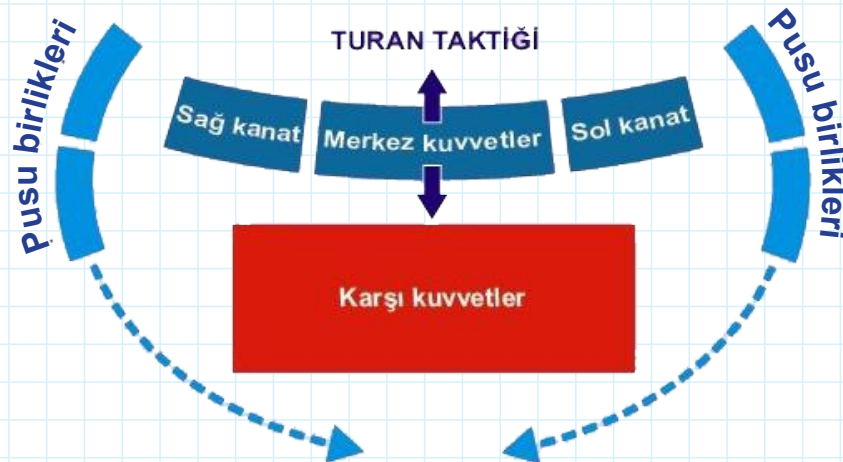 TURAN TAKTİĞİ
Pusu birlikleri
Sağ kanat
Merkez kuvvetler
Sol kanat
Pusu birlikleri
Karşı kuvvetler